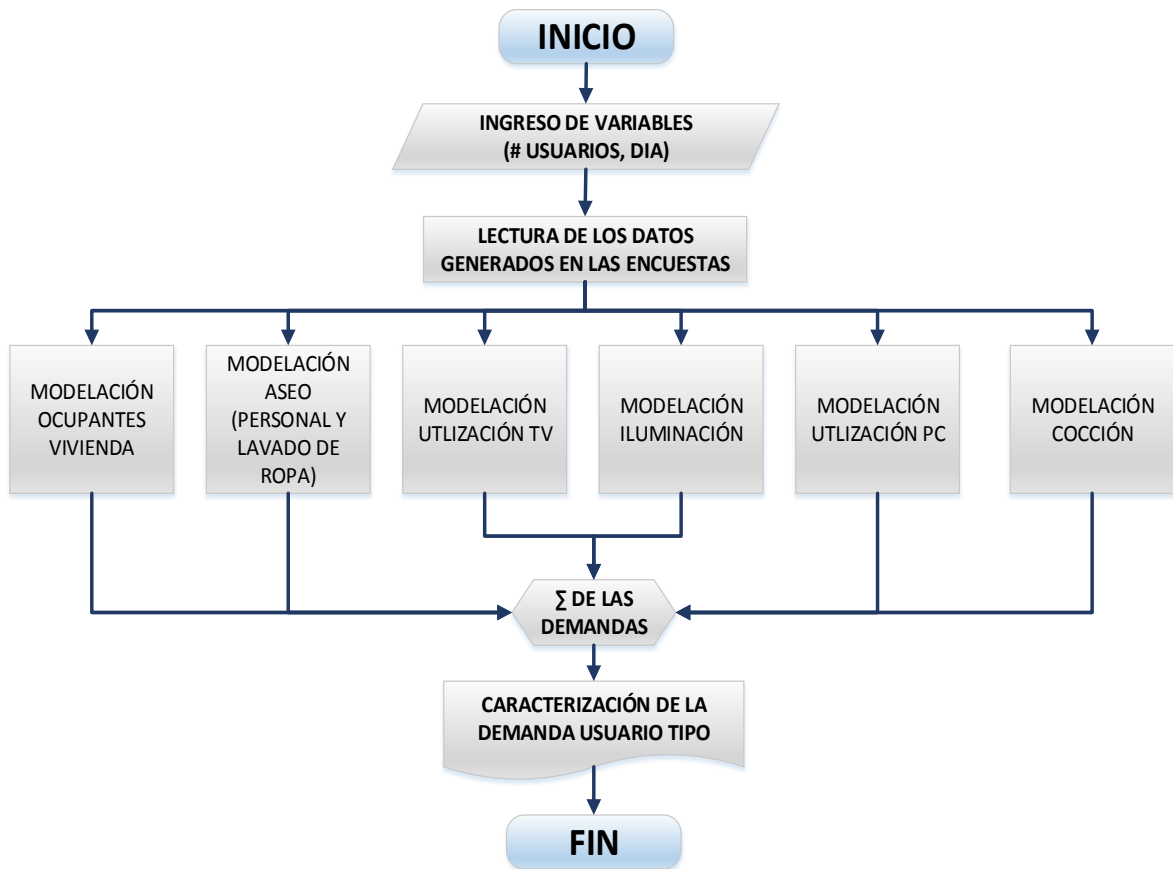 INICIO
INGRESO DE VARIABLES
(# USUARIOS, DIA)
LECTURA DE LOS DATOS
GENERADOS EN LAS ENCUESTAS
MODELACIÓN
OCUPANTES
VIVIENDA
MODELACIÓN
ASEO
(PERSONAL Y
LAVADO DE
ROPA)
MODELACIÓN
UTLIZACIÓN TV
MODELACIÓN
ILUMINACIÓN
MODELACIÓN
UTLIZACIÓN PC
MODELACIÓN
COCCIÓN
∑ DE LAS
DEMANDAS
CARACTERIZACIÓN DE LA
DEMANDA USUARIO TIPO
FIN